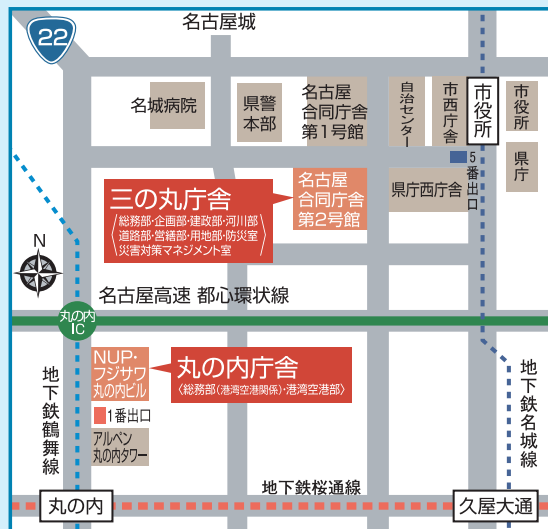 名古屋城
22
名城病院
県警
本部
名古屋
合同庁舎
第1号館
自治センター
市西庁舎
市役所
市役所
県庁
5番出口
三の丸庁舎
〈総務部・企画部・建政部・河川部
道路部・営繕部・用地部・防災室
災害対策マネジメント室〉
名古屋
合同庁舎
第2号館
県庁西庁舎
N
名古屋高速 都心環状線
丸の内
IC
NUP・
フジサワ
丸の内ビル
丸の内庁舎
〈総務部(港湾空港関係)・港湾空港部〉
1番出口
アルペン
丸の内タワー
地下鉄鶴舞線
地下鉄名城線
地下鉄桜通線
丸の内
久屋大通